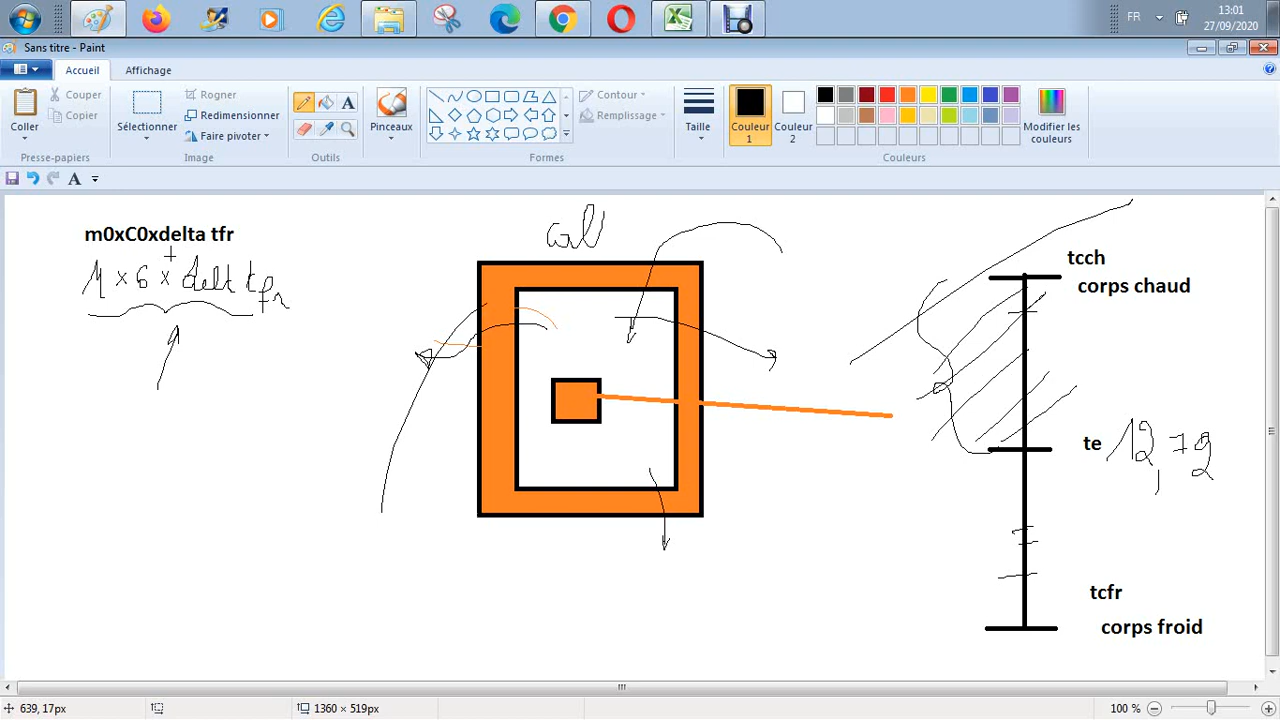 FR
13:01
27/09/2020
Sans titre - Paint
Accueil
Affichage
Coller
Couper
Copier
Presse-papiers
Sélectionner
Rogner
Redimensionner
Faire pivoter
Image
Outils
Pinceaux
Contour
Remplissage
Formes
Taille
Couleur
1
Couleur
2
Modifier les
couleurs
Couleurs
m0xC0xdelta tfr
x 6 x delt tfr
cal
tcch
corps chaud
te 12,
tcfr
corps froid
639, 17px
1360 × 519px
100 %